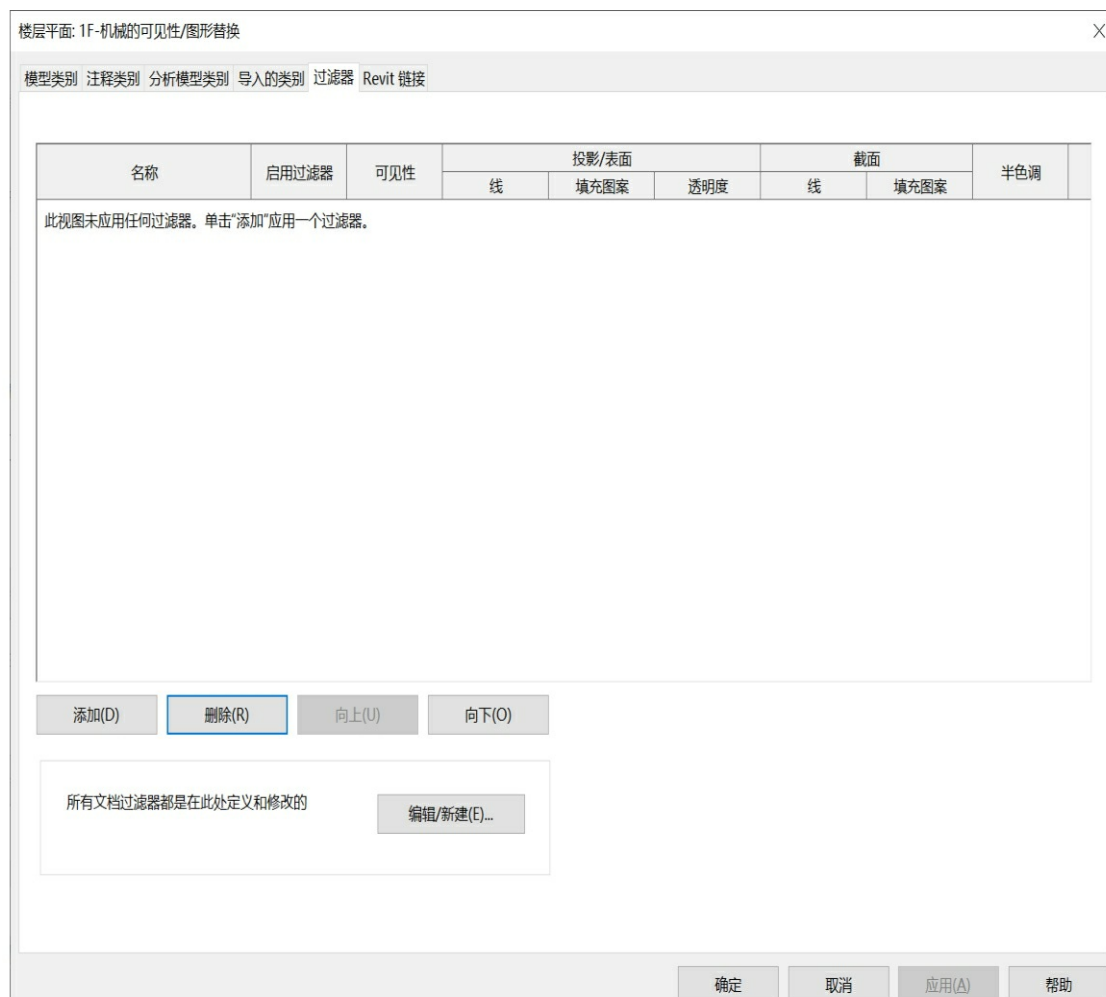 楼层平面: 1F-机械的可见性/图形替换
模型类别 注释类别 分析模型类别 导入的类别 过滤器 Revit 链接
名称 启用过滤器 可见性 投影/表面 截面 半色调
线 填充图案 透明度 线 填充图案
此视图未应用任何过滤器。单击“添加”应用一个过滤器。
添加(D) 删除(R) 向上(U) 向下(O)
所有文档过滤器都是在此处定义和修改的 编辑/新建(E)...
确定 取消 应用(A) 帮助